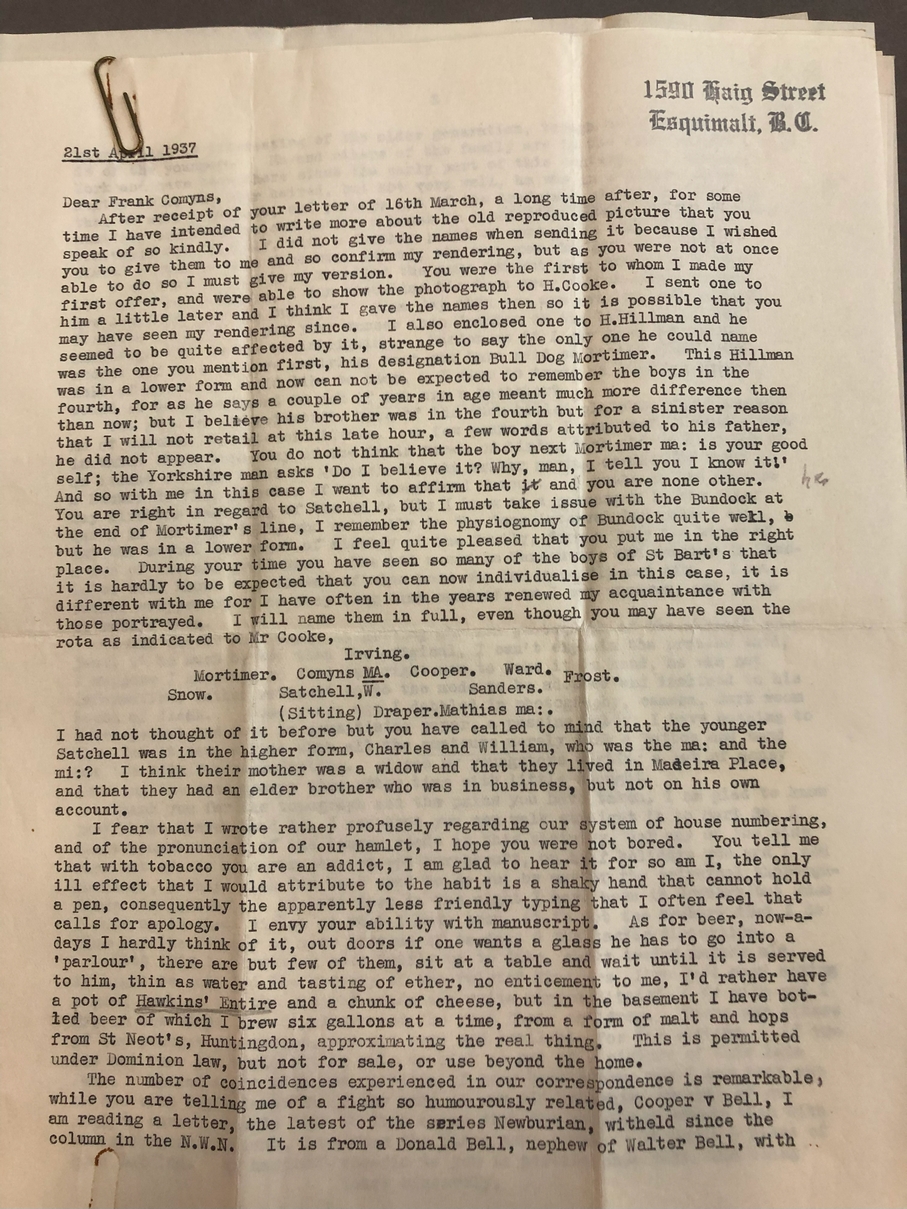 1590 Haig Street
Esquimalt, B.C.
21st April 1937
Dear Frank Comyns,
After receipt of your letter of 16th March, a long time after, for some
time I have intended to write more about the old reproduced picture that you
speak of so kindly. I did not give the names when sending it because I wished
you to give them to me and so confirm my rendering, but as you were not at once
able to do so I must give my version. You were the first to whom I made my
first offer, and were able to show the photograph to H.Cooke. I sent one to
him a little later and I think I gave the names then so it is possible that you
may have seen my rendering since. I also enclosed one to H.Hillman and he
seemed to be quite affected by it, strange to say the only one he could name
was the one you mention first, his designation Bull Dog Mortimer. This Hillman
was in a lower form and now can not be expected to remember the boys in the
fourth, for as he says a couple of years in age meant much more difference then
than now; but I believe his brother was in the fourth but for a sinister reason
that I will not retail at this late hour, a few words attributed to his father,
he did not appear. You do not think that the boy next Mortimer ma: is your good
self; the Yorkshire man asks 'Do I believe it? Why, man, I tell you I know it!'
And so with me in this case I want to affirm that it and you are none other. he
You are right in regard to Satchell, but I must take issue with the Bundock at
the end of Mortimer's line, I remember the physiognomy of Bundock quite well,
but he was in a lower form. I feel quite pleased that you put me in the right
place. During your time you have seen so many of the boys of St Bart's that
it is hardly to be expected that you can now individualise in this case, it is
different with me for I have often in the years renewed my acquaintance with
those portrayed. I will name them in full, even though you may have seen the
rota as indicated to Mr Cooke,
Irving.
Mortimer. Comyns MA. Cooper. Ward. Frost.
Snow. Satchell,W. Sanders.
(Sitting) Draper.Mathias ma:.
I had not thought of it before but you have called to mind that the younger
Satchell was in the higher form, Charles and William, who was the ma: and the
mi:? I think their mother was a widow and that they lived in Madeira Place,
and that they had an elder brother who was in business, but not on his own
account.
I fear that I wrote rather profusely regarding our system of house numbering,
and of the pronunciation of our hamlet, I hope you were not bored. You tell me
that with tobacco you are an addict, I am glad to hear it for so am I, the only
ill effect that I would attribute to the habit is a shaky hand that cannot hold
a pen, consequently the apparently less friendly typing that I often feel that
calls for apology. I envy your ability with manuscript. As for beer, now-a-
days I hardly think of it, out doors if one wants a glass he has to go into a
'parlour', there are but few of them, sit at a table and wait until it is served
to him, thin as water and tasting of ether, no enticement to me, I'd rather have
a pot of Hawkins' Entire and a chunk of cheese, but in the basement I have bot-
led beer of which I brew six gallons at a time, from a form of malt and hops
from St Neot's, Huntingdon, approximating the real thing. This is permitted
under Dominion law, but not for sale, or use beyond the home.
The number of coincidences experienced in our correspondence is remarkable,
while you are telling me of a fight so humourously related, Cooper v Bell, I
am reading a letter, the latest of the series Newburian, witheld since the
column in the N.W.N. It is from a Donald Bell, nephew of Walter Bell, with